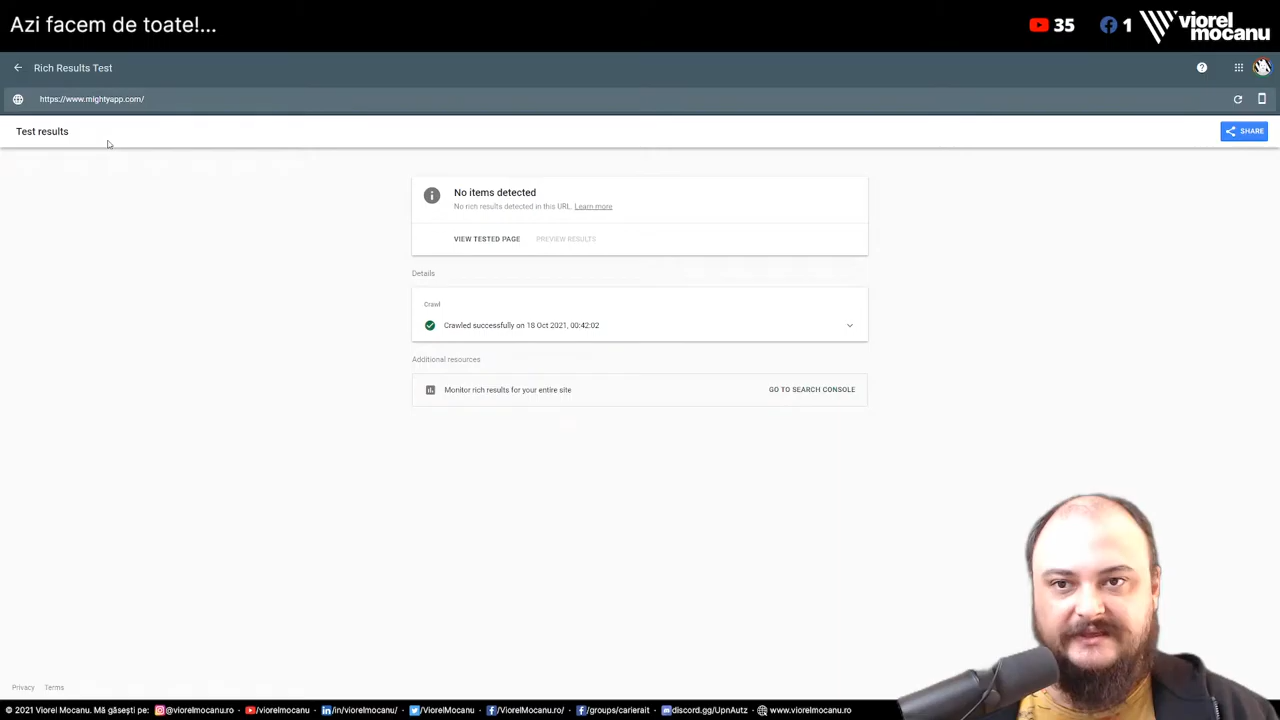 Azi facem de toate!...
35
1
viorel
mocanu
Rich Results Test
https://www.mightyapp.com/
Test results
SHARE
No items detected
No rich results detected in this URL. Learn more
VIEW TESTED PAGE
PREVIEW RESULTS
Details
Crawl
Crawled successfully on 18 Oct 2021, 00:42:02
Additional resources
Monitor rich results for your entire site
GO TO SEARCH CONSOLE
Privacy
Terms
© 2021 Viorel Mocanu. Mă găsești pe: @viorelmocanu.ro • /viorelmocanu • /in/viorelmocanu/ • /ViorelMocanu • /ViorelMocanu.ro/ • /groups/carierait • discord.gg/UpnAutz • www.viorelmocanu.ro